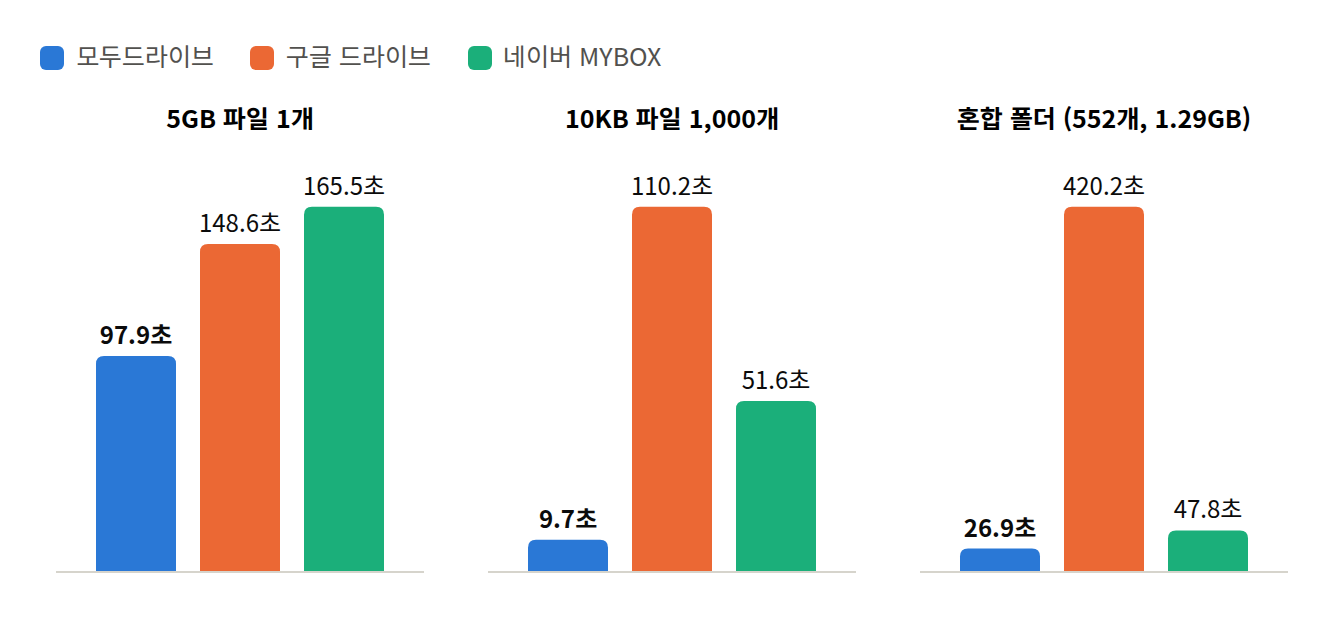 모두드라이브 구글 드라이브 네이버 MYBOX
5GB 파일 1개
97.9초 148.6초 165.5초
10KB 파일 1,000개
9.7초 110.2초 51.6초
혼합 폴더 (552개, 1.29GB)
26.9초 420.2초 47.8초